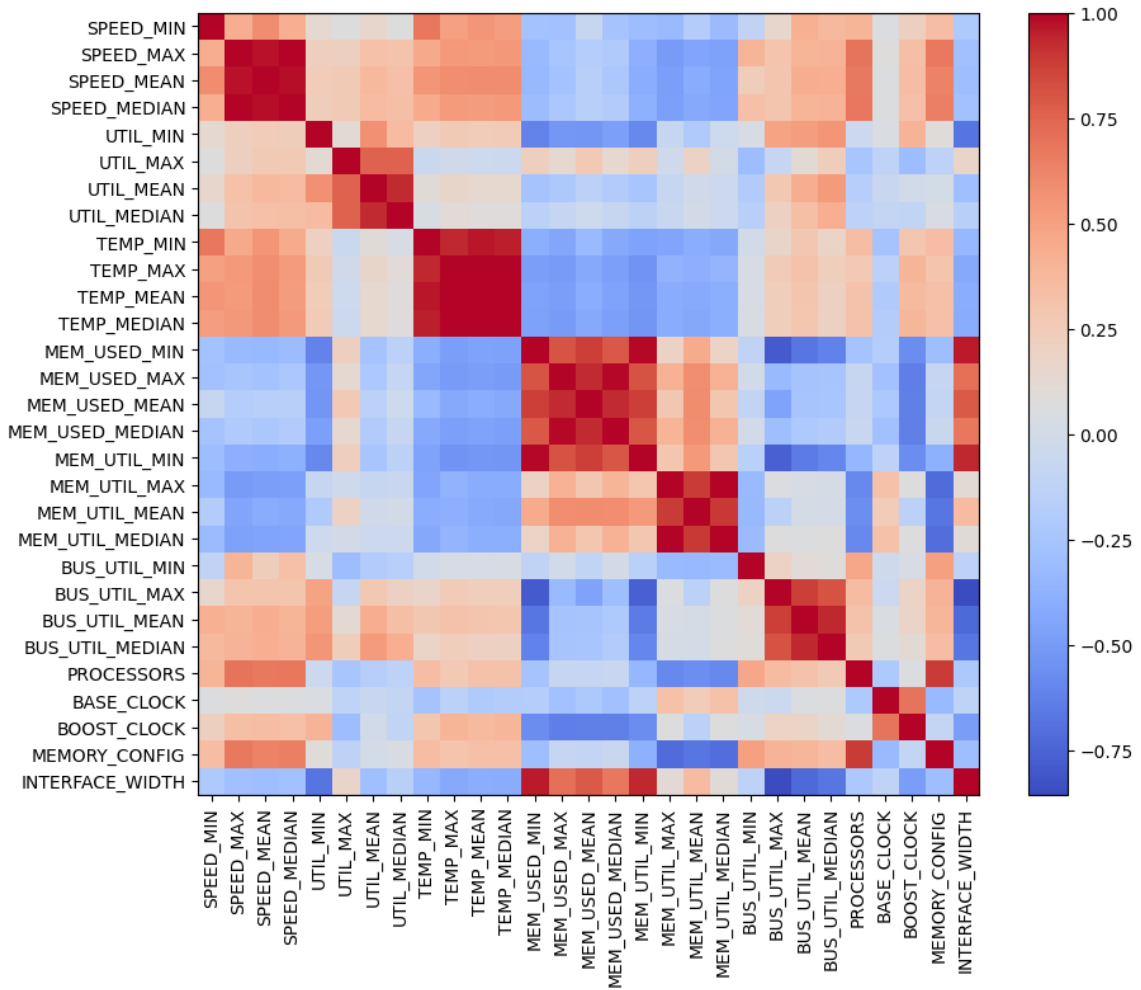 SPEED_MIN
SPEED_MAX
SPEED_MEAN
SPEED_MEDIAN
UTIL_MIN
UTIL_MAX
UTIL_MEAN
UTIL_MEDIAN
TEMP_MIN
TEMP_MAX
TEMP_MEAN
TEMP_MEDIAN
MEM_USED_MIN
MEM_USED_MAX
MEM_USED_MEAN
MEM_USED_MEDIAN
MEM_UTIL_MIN
MEM_UTIL_MAX
MEM_UTIL_MEAN
MEM_UTIL_MEDIAN
BUS_UTIL_MIN
BUS_UTIL_MAX
BUS_UTIL_MEAN
BUS_UTIL_MEDIAN
PROCESSORS
BASE_CLOCK
BOOST_CLOCK
MEMORY_CONFIG
INTERFACE_WIDTH
SPEED_MIN
SPEED_MAX
SPEED_MEAN
SPEED_MEDIAN
UTIL_MIN
UTIL_MAX
UTIL_MEAN
UTIL_MEDIAN
TEMP_MIN
TEMP_MAX
TEMP_MEAN
TEMP_MEDIAN
MEM_USED_MIN
MEM_USED_MAX
MEM_USED_MEAN
MEM_USED_MEDIAN
MEM_UTIL_MIN
MEM_UTIL_MAX
MEM_UTIL_MEAN
MEM_UTIL_MEDIAN
BUS_UTIL_MIN
BUS_UTIL_MAX
BUS_UTIL_MEAN
BUS_UTIL_MEDIAN
PROCESSORS
BASE_CLOCK
BOOST_CLOCK
MEMORY_CONFIG
INTERFACE_WIDTH
1.00
0.75
0.50
0.25
0.00
−0.25
−0.50
−0.75